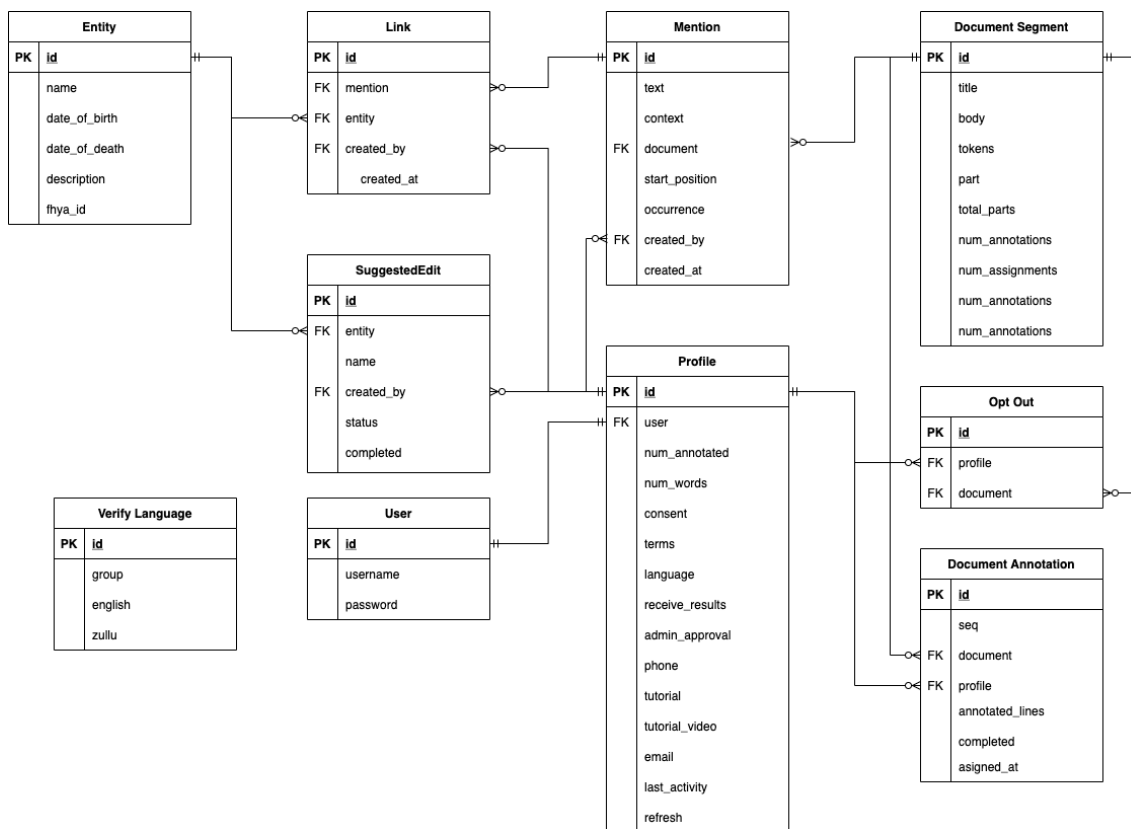 Entity
PK id
name
date_of_birth
date_of_death
description
fhya_id
Link
PK id
FK mention
FK entity
FK created_by
created_at
Mention
PK id
text
context
FK document
start_position
occurrence
FK created_by
created_at
Document Segment
PK id
title
body
tokens
part
total_parts
num_annotations
num_assignments
num_annotations
num_annotations
SuggestedEdit
PK id
FK entity
name
FK created_by
status
completed
Profile
PK id
FK user
num_annotated
num_words
consent
terms
language
receive_results
admin_approval
phone
tutorial
tutorial_video
email
last_activity
refresh
Opt Out
PK id
FK profile
FK document
Verify Language
PK id
group
english
zullu
User
PK id
username
password
Document Annotation
PK id
seq
FK document
FK profile
annotated_lines
completed
asigned_at